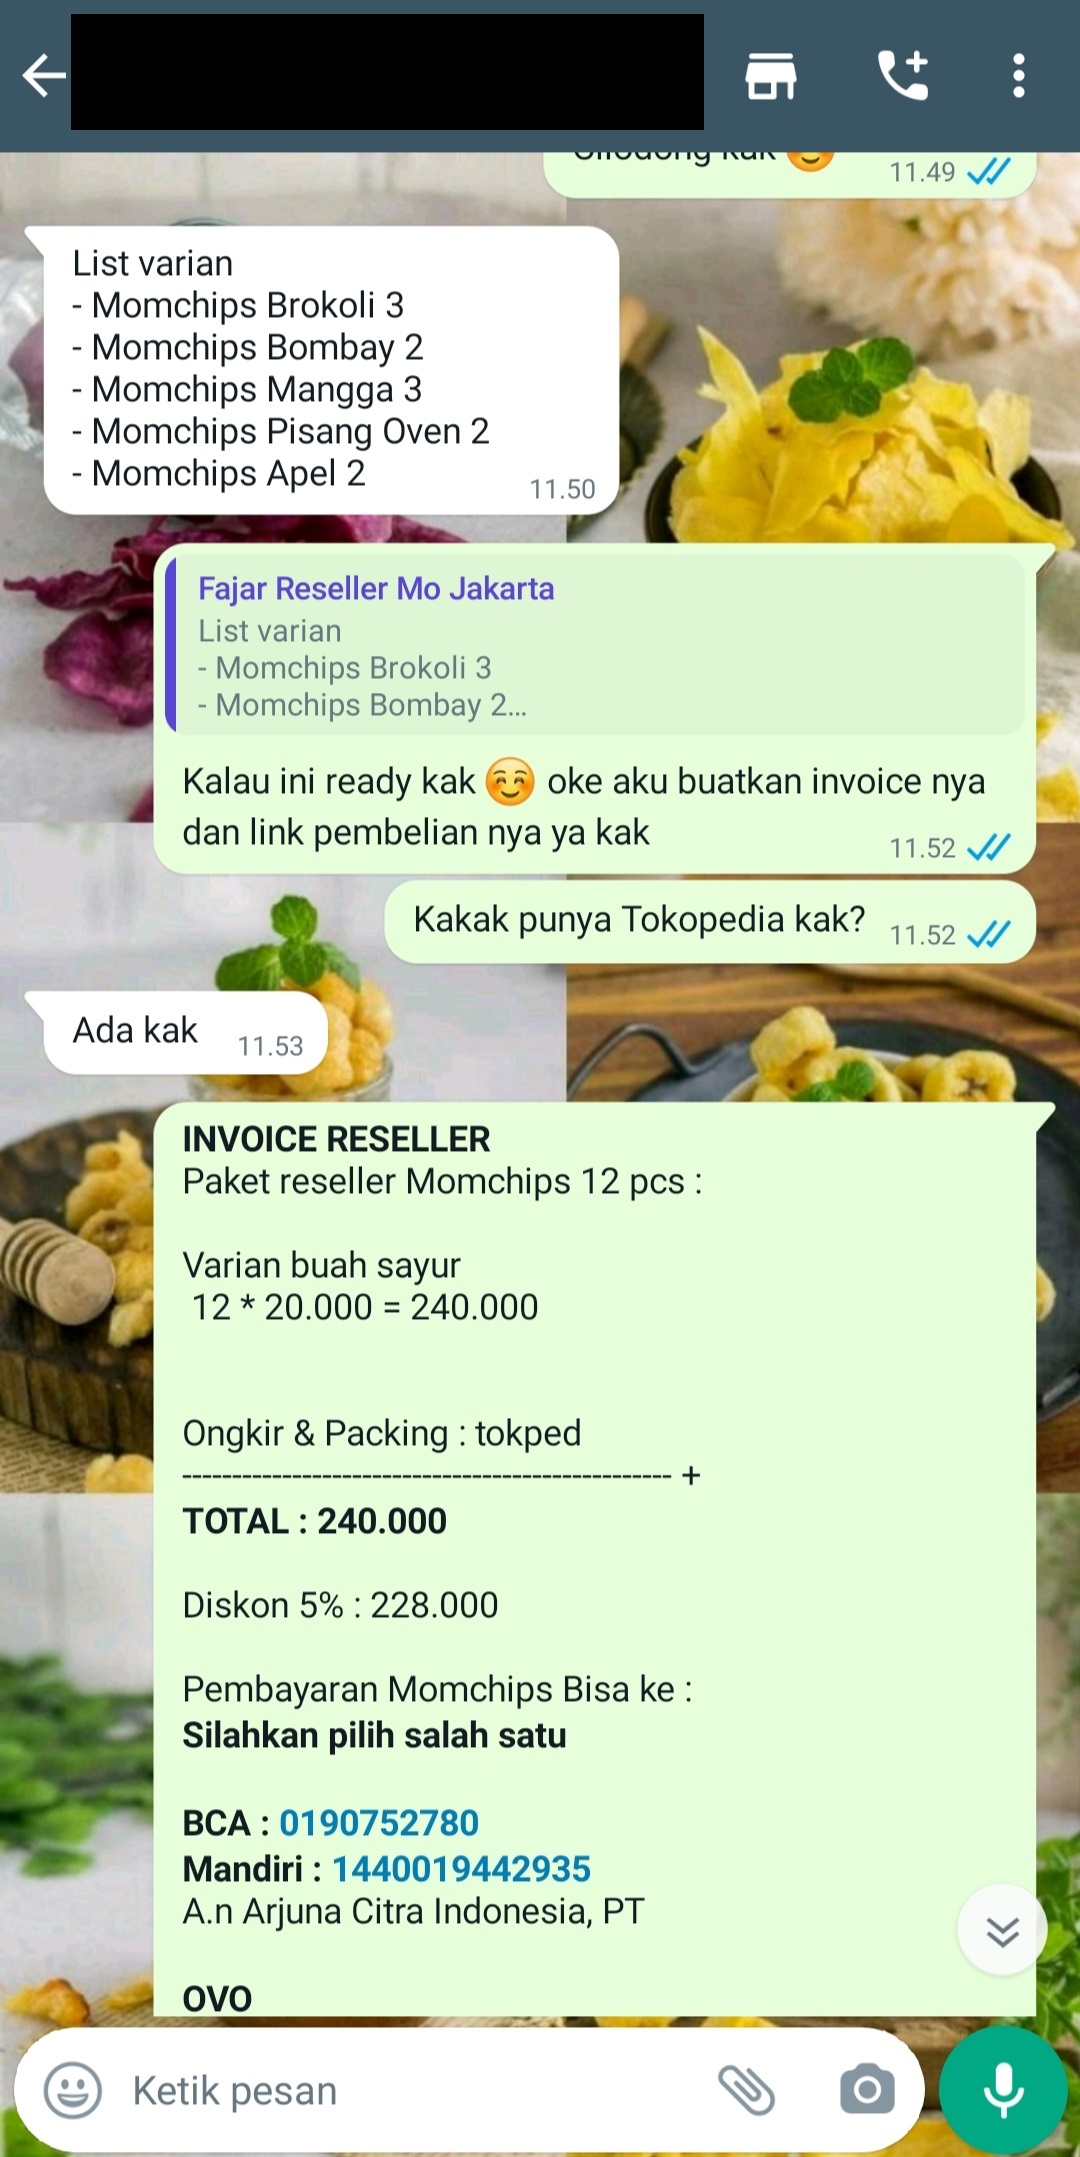 kak 😊
11.49
List varian
- Momchips Brokoli 3
- Momchips Bombay 2
- Momchips Mangga 3
- Momchips Pisang Oven 2
- Momchips Apel 2
11.50
Fajar Reseller Mo Jakarta
List varian
- Momchips Brokoli 3
- Momchips Bombay 2...
Kalau ini ready kak ☺️ oke aku buatkan invoice nya
dan link pembelian nya ya kak
11.52
Kakak punya Tokopedia kak?
11.52
Ada kak
11.53
INVOICE RESELLER
Paket reseller Momchips 12 pcs :
Varian buah sayur
12 * 20.000 = 240.000
Ongkir & Packing : tokped
------------------------------------------------- +
TOTAL : 240.000
Diskon 5% : 228.000
Pembayaran Momchips Bisa ke :
Silahkan pilih salah satu
BCA : 0190752780
Mandiri : 1440019442935
A.n Arjuna Citra Indonesia, PT
OVO
Ketik pesan